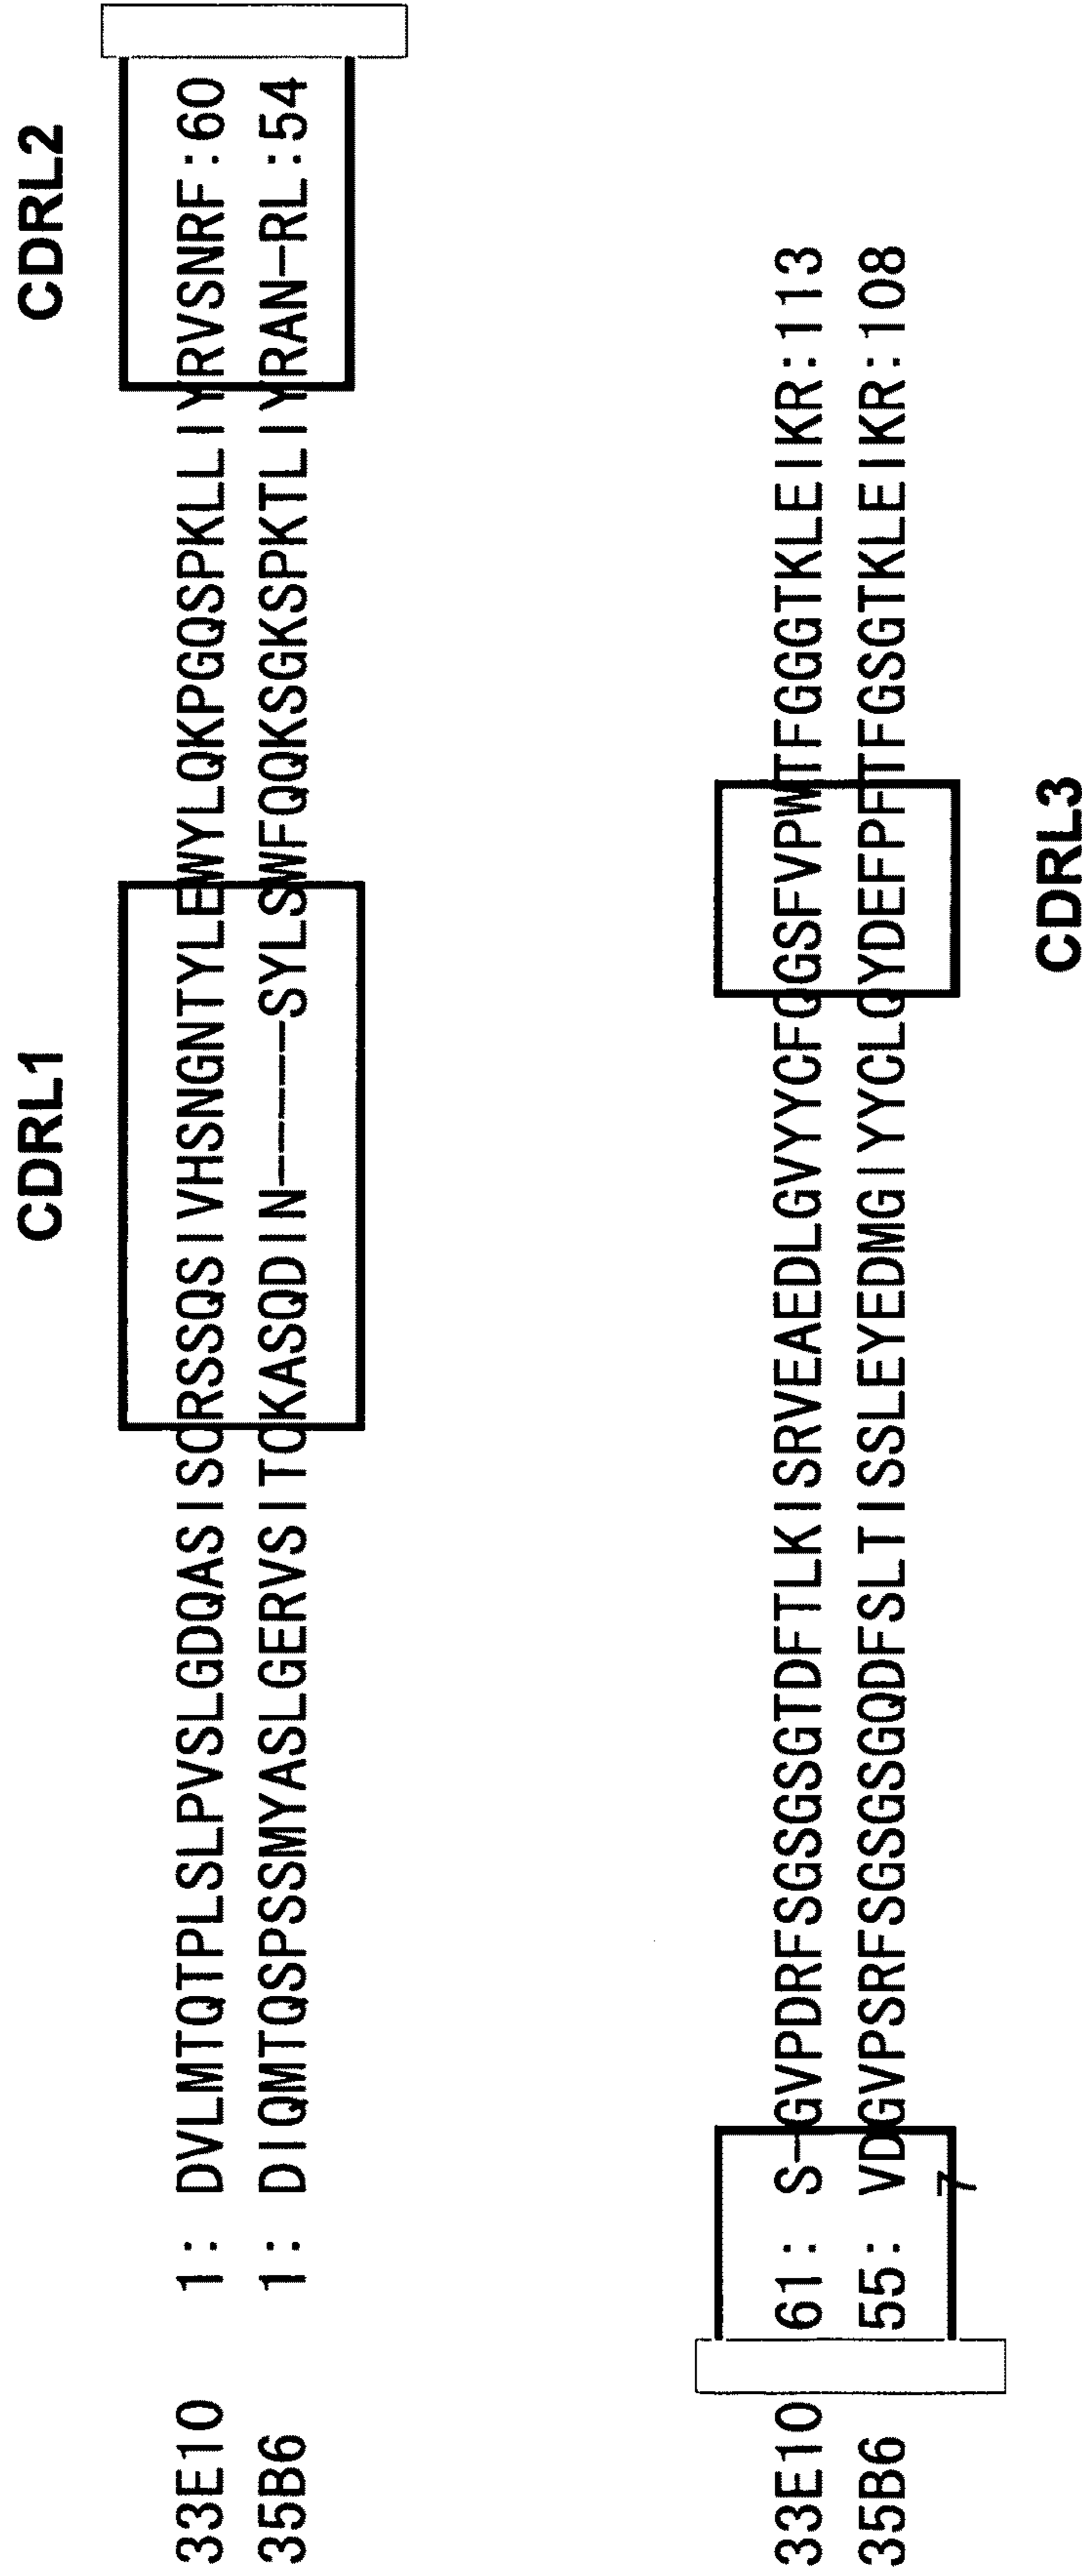 CDRL1 CDRL2
33E10 1: DVLMTQTPLSLPVSLGDQASISCRSSQSIVHSNGNTYLEWYLQKPGQSPKLLIYRVSNRF:60
35B6 1: DIQMTQSPSSMYASLGERVSITCKASQDIN-----SYLSWFQQKSGKSPKTLIYRAN-RL:54
33E10 61: S-GVPDRFSGSGSGTDFTLKISRVEAEDLGVYYCFQGSFVPWTFGGGTKLEIKR:113
35B6 55: VDGVPSRFSGSGSGQDFSLTISSLEYEDMGIYYCLQYDEFPFTFGSGTKLEIKR:108
7
CDRL3